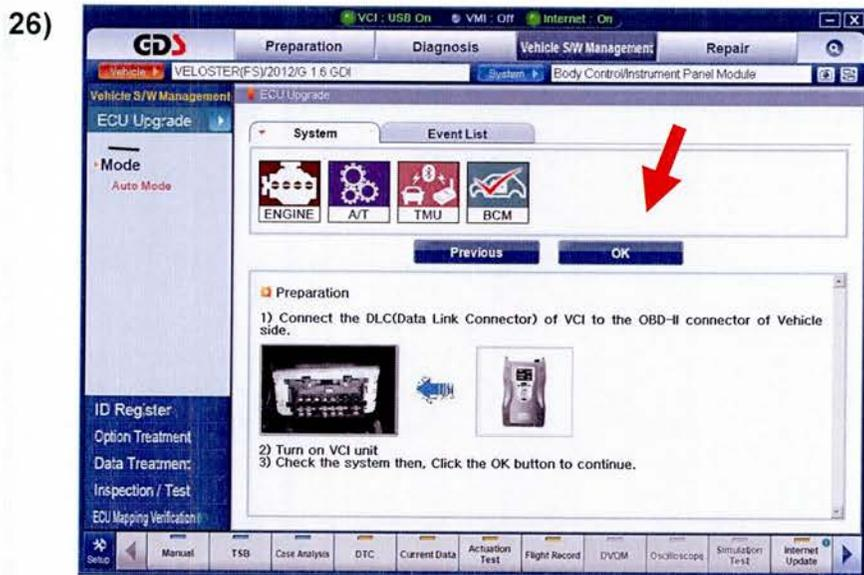 26)
VCI : USB On VMI : Off Internet : On
GDS
Preparation
Diagnosis
Vehicle S/W Management
Repair
Vehicle
VELOSTER(FS)/2012/G 1.6 GDI
System
Body Control/Instrument Panel Module
Vehicle S/W Management
ECU Upgrade
ECU Upgrade
Mode
Auto Mode
System
Event List
ENGINE
A/T
TMU
BCM
Previous
OK
Preparation
1) Connect the DLC(Data Link Connector) of VCI to the OBD-II connector of Vehicle
side.
2) Turn on VCI unit
3) Check the system then, Click the OK button to continue.
ID Register
Option Treatment
Data Treatment
Inspection / Test
ECU Mapping Verification
Setup
Manual
TSB
Case Analysis
DTC
Current Data
Actuation
Test
Flight Record
DVOM
Oscilloscope
Simulation
Test
Internet
Update